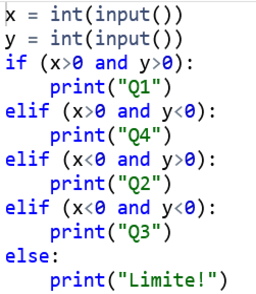 x = int(input())
y = int(input())
if (x>0 and y>0):
    print("Q1")
elif (x>0 and y<0):
    print("Q4")
elif (x<0 and y>0):
    print("Q2")
elif (x<0 and y<0):
    print("Q3")
else:
    print("Limite!")